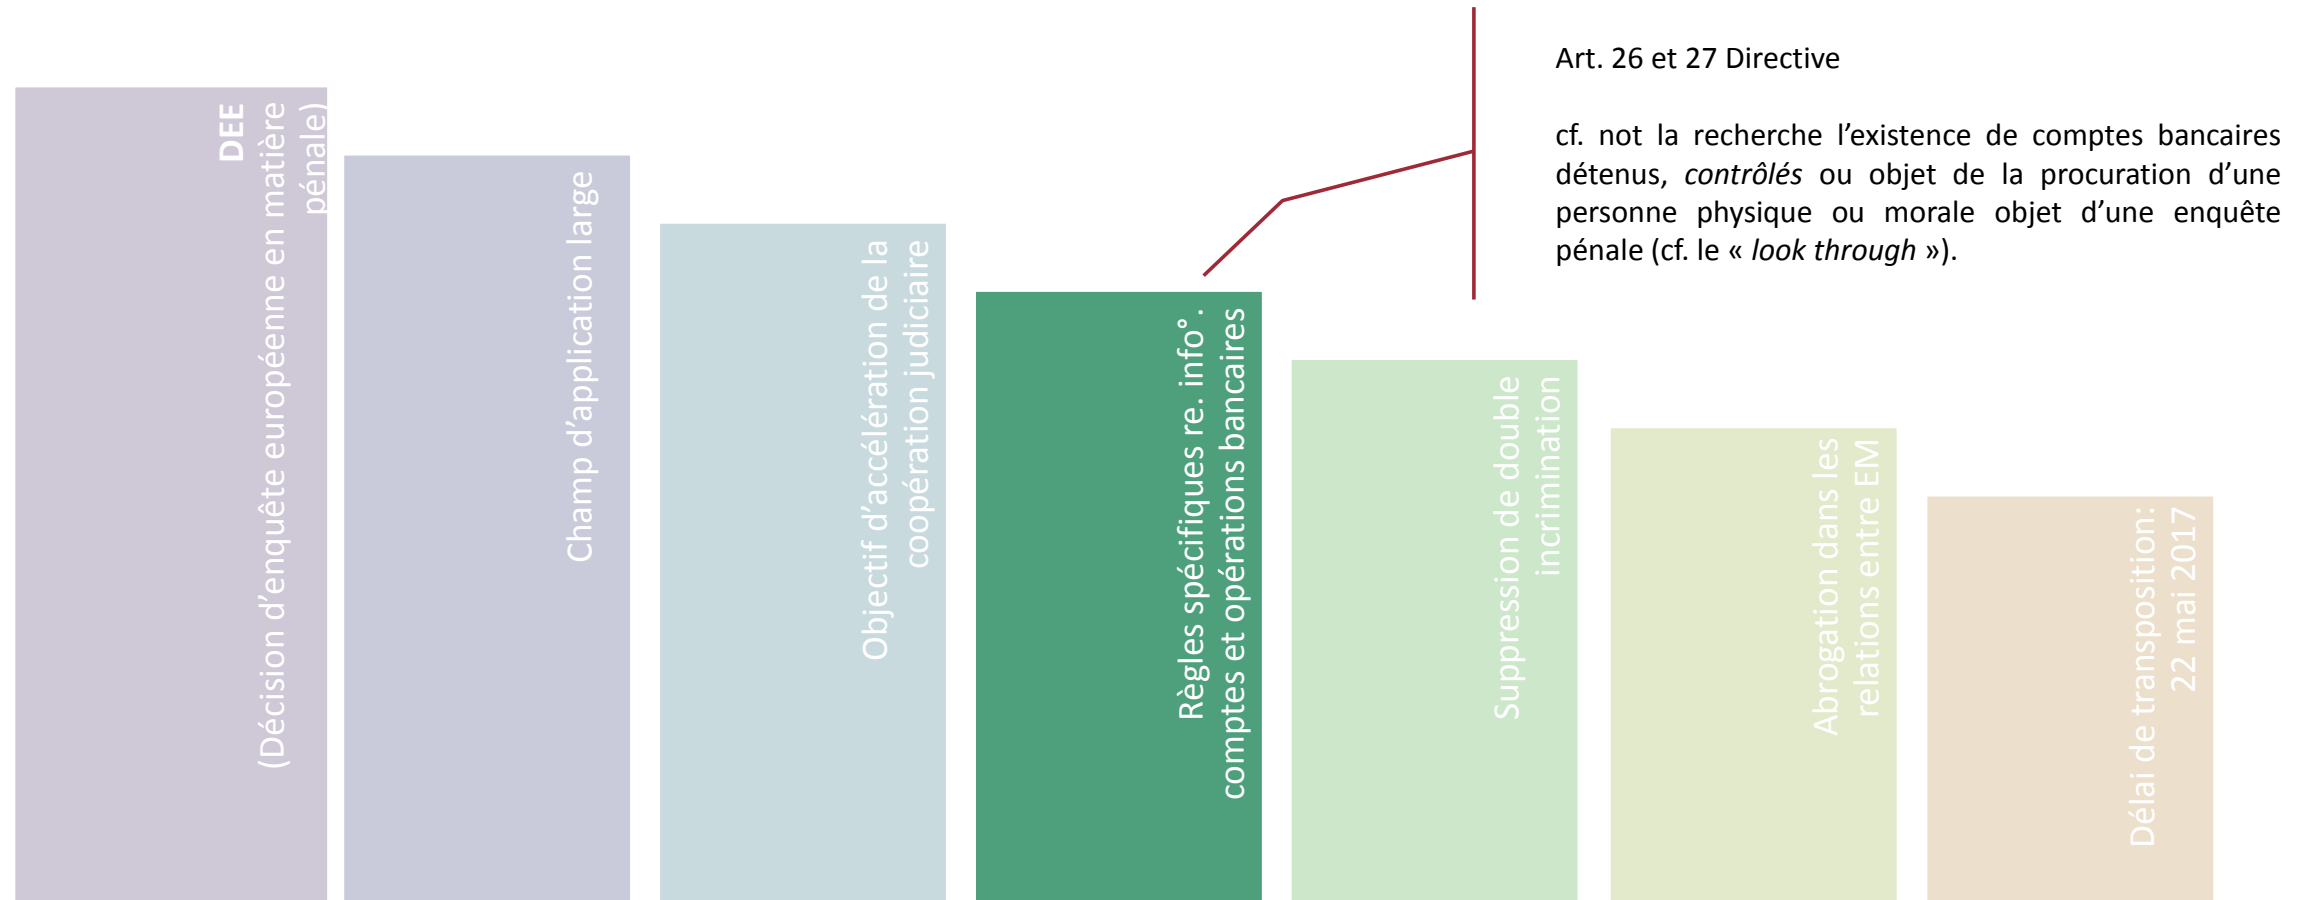 DEE
(Décision d’enquête européenne en matière
pénale)
Champ d’application large
Objectif d’accélération de la
coopération judiciaire
Règles spécifiques re. info°.
comptes et opérations bancaires
Suppression de double
incrimination
Abrogation dans les
relations entre EM
Délai de transposition:
22 mai 2017
Art. 26 et 27 Directive
cf. not la recherche l’existence de comptes bancaires
détenus, contrôlés ou objet de la procuration d’une
personne physique ou morale objet d’une enquête
pénale (cf. le « look through »).